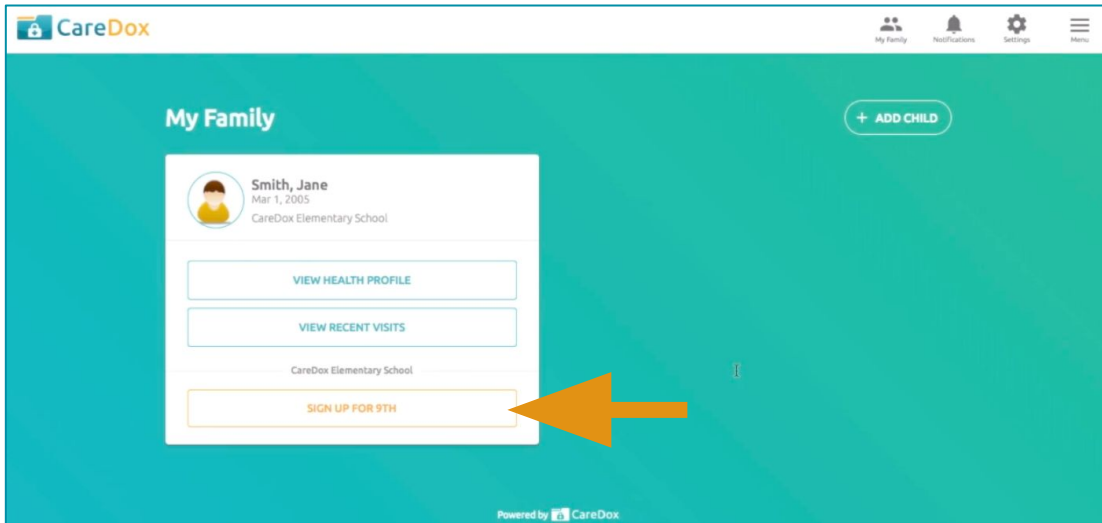 CareDox
My Family
Notifications
Settings
Menu
My Family
+ ADD CHILD
Smith, Jane
Mar 1, 2005
CareDox Elementary School
VIEW HEALTH PROFILE
VIEW RECENT VISITS
CareDox Elementary School
SIGN UP FOR 9TH
Powered by CareDox